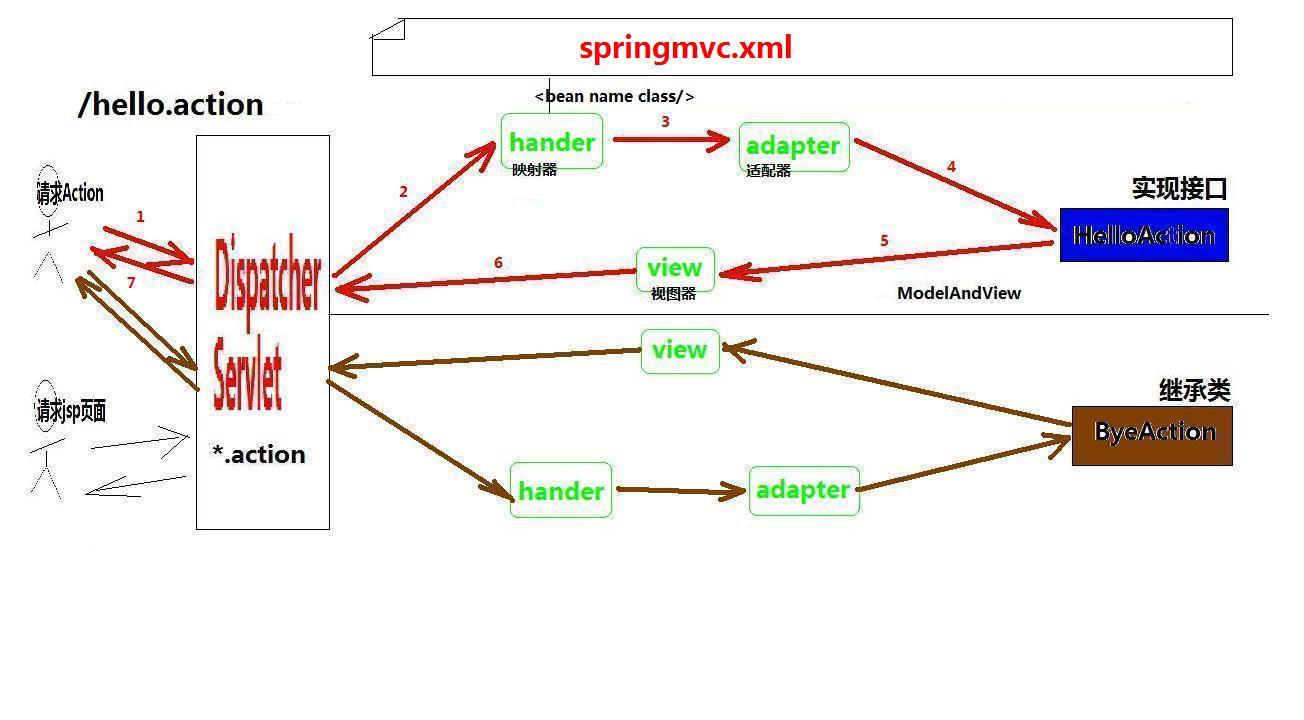 springmvc.xml
<bean name class/>
/hello.action
hander
映射器
3
adapter
适配器
4
实现接口
HelloAction
请求Action
1
2
7
Dispatcher
Servlet
*.action
5
6
view
视图器
ModelAndView
view
继承类
ByeAction
请求jsp页面
hander
adapter